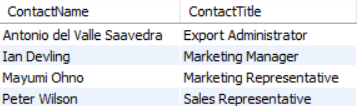 ContactName ContactTitle
Antonio del Valle Saavedra Export Administrator
Ian Devling Marketing Manager
Mayumi Ohno Marketing Representative
Peter Wilson Sales Representative